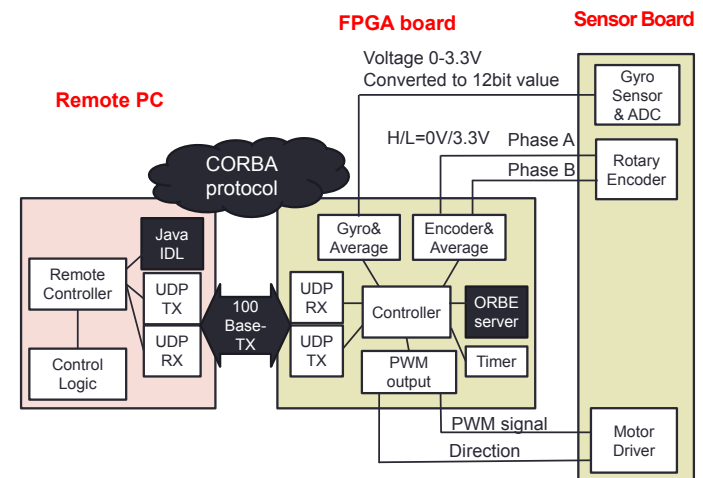 FPGA board
Sensor Board
Remote PC
Voltage 0-3.3V
Converted to 12bit value
Gyro
Sensor
& ADC
H/L=0V/3.3V
Phase A
Phase B
Rotary
Encoder
CORBA
protocol
Java
IDL
Remote
Controller
UDP
TX
UDP
RX
Control
Logic
100
Base-
TX
Gyro&
Average
Encoder&
Average
UDP
RX
UDP
TX
Controller
ORBE
server
Timer
PWM
output
PWM signal
Direction
Motor
Driver